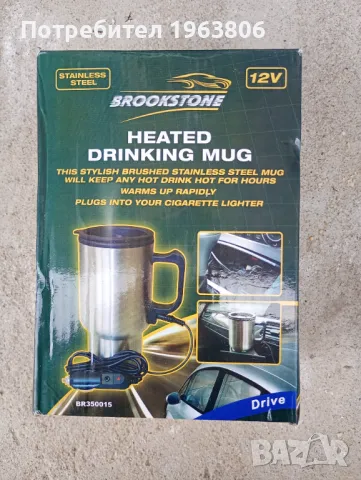 Потребител 1963806
STAINLESS
STEEL
12V
BROOKSTONE
HEATED
DRINKING MUG
THIS STYLISH BRUSHED STAINLESS STEEL MUG
WILL KEEP ANY HOT DRINK HOT FOR HOURS
WARMS UP RAPIDLY
PLUGS INTO YOUR CIGARETTE LIGHTER
BR350015
Drive
BAZAR